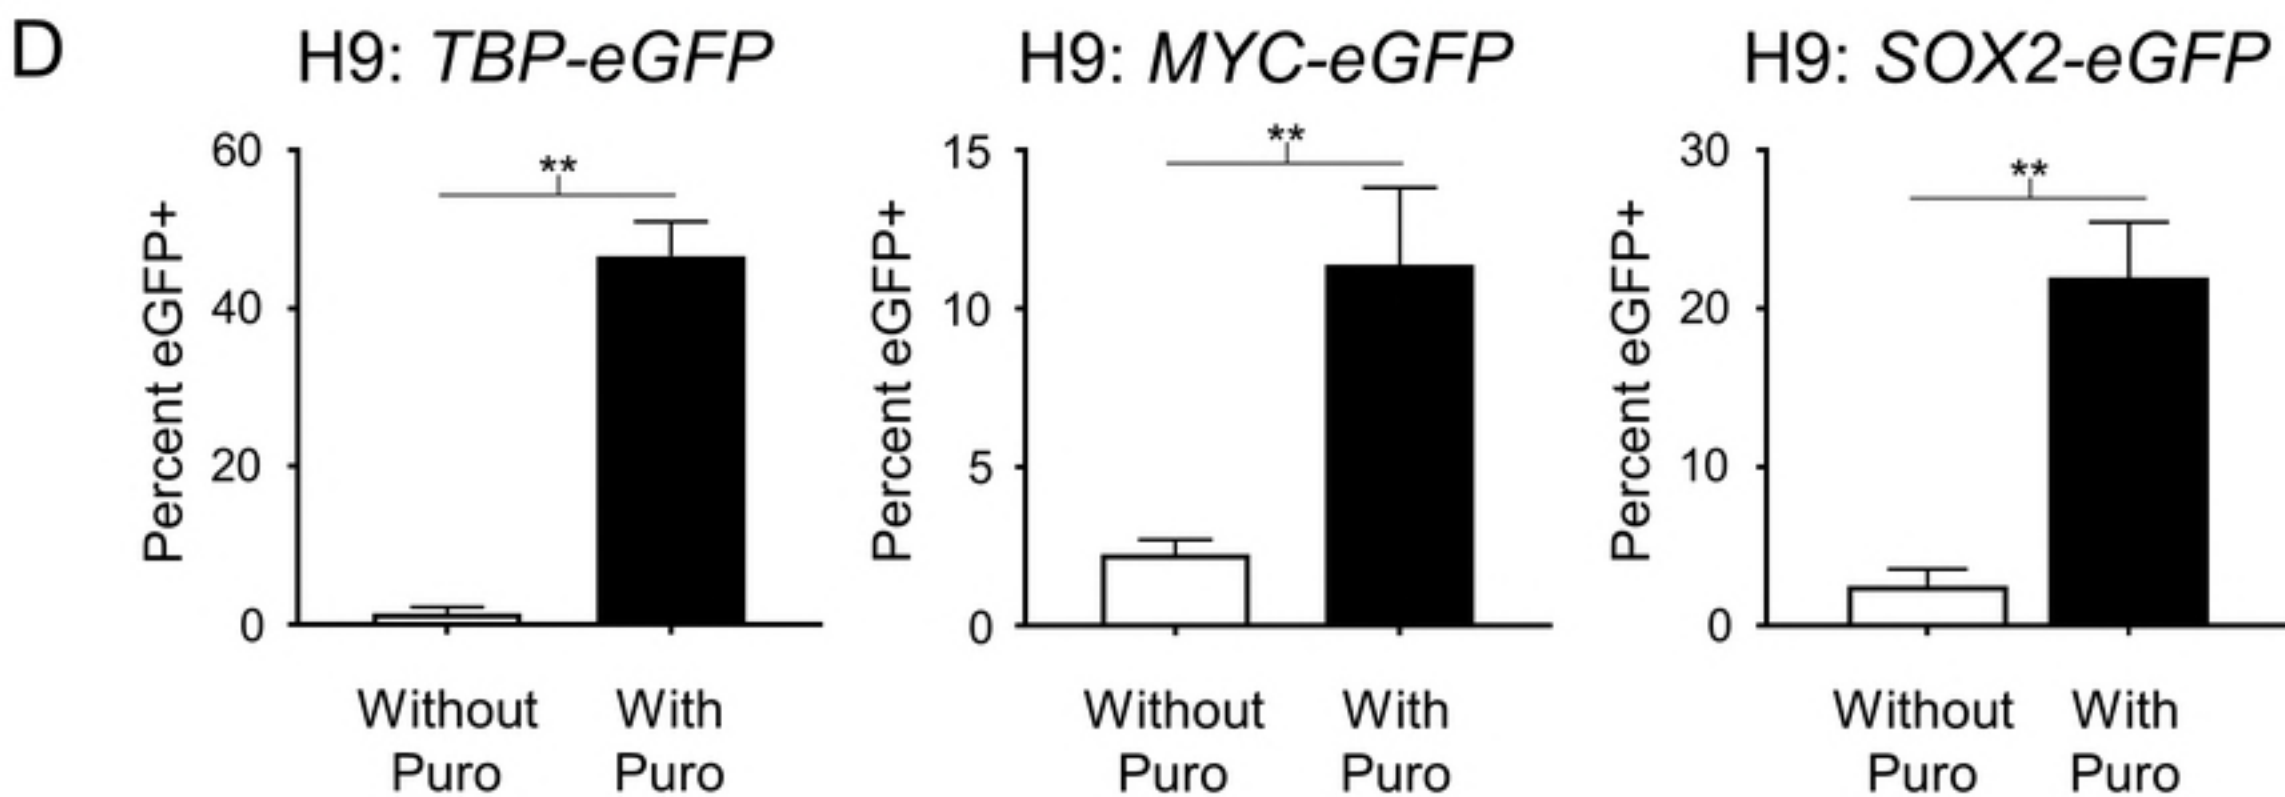 D
H9: TBP-eGFP
Percent eGFP+
60
40
20
0
**
Without Puro
With Puro
H9: MYC-eGFP
Percent eGFP+
15
10
5
0
**
Without Puro
With Puro
H9: SOX2-eGFP
Percent eGFP+
30
20
10
0
**
Without Puro
With Puro